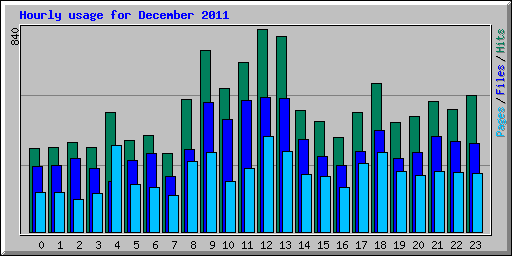 Hourly usage for December 2011
840
Pages / Files / Hits
0 1 2 3 4 5 6 7 8 9 10 11 12 13 14 15 16 17 18 19 20 21 22 23